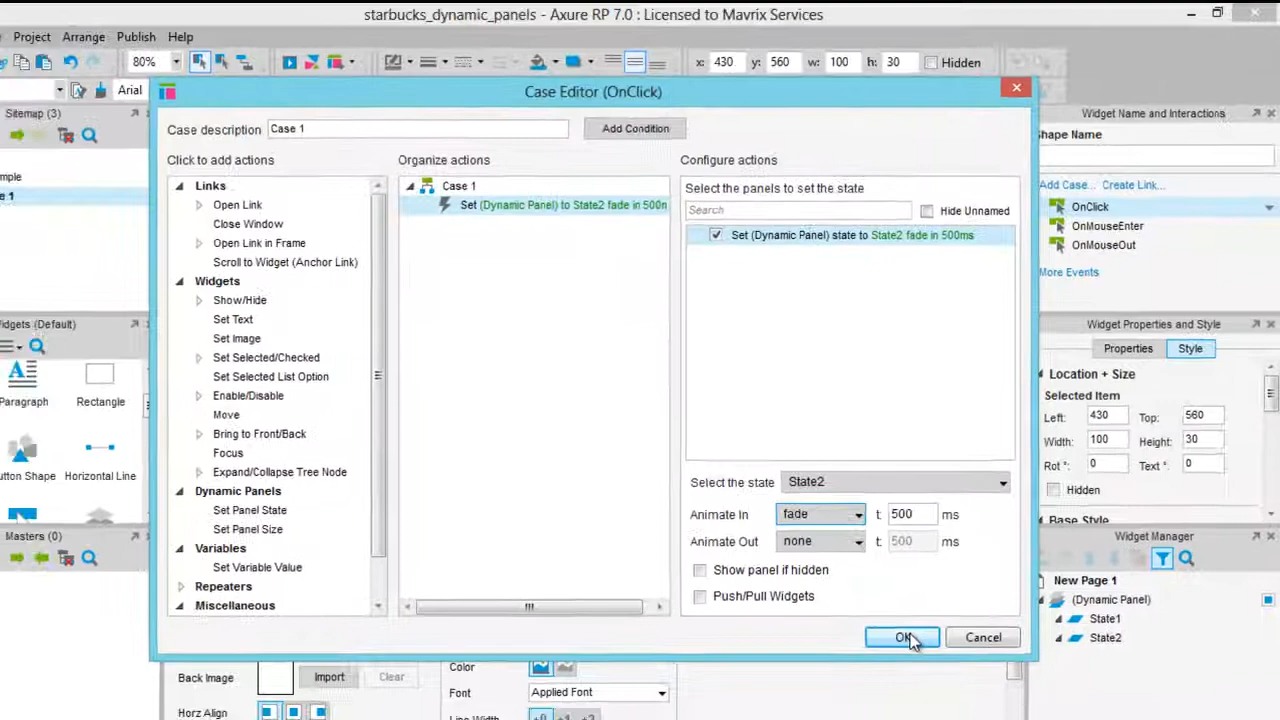 starbucks_dynamic_panels - Axure RP 7.0 : Licensed to Mavrix Services
Project Arrange Publish Help
80% x: 430 y: 560 w: 100 h: 30 Hidden
Arial
Case Editor (OnClick)
Case description Case 1 Add Condition
Click to add actions
Links
Open Link
Close Window
Open Link in Frame
Scroll to Widget (Anchor Link)
Widgets
Show/Hide
Set Text
Set Image
Set Selected/Checked
Set Selected List Option
Enable/Disable
Move
Bring to Front/Back
Focus
Expand/Collapse Tree Node
Dynamic Panels
Set Panel State
Set Panel Size
Variables
Set Variable Value
Repeaters
Miscellaneous
Organize actions
Case 1
Set (Dynamic Panel) to State2 fade in 500n
Configure actions
Select the panels to set the state
Search Hide Unnamed
Set (Dynamic Panel) state to State2 fade in 500ms
Select the state State2
Animate In fade t: 500 ms
Animate Out none t: 500 ms
Show panel if hidden
Push/Pull Widgets
OK Cancel
Sitemap (3)
mple
e 1
idgets (Default)
Paragraph Rectangle
utton Shape Horizontal Line
Masters (0)
Widget Name and Interactions
hape Name
Add Case... Create Link...
OnClick
OnMouseEnter
OnMouseOut
More Events
Widget Properties and Style
Properties Style
Location + Size
Selected Item
Left: 430 Top: 560
Width: 100 Height: 30
Rot °: 0 Text °: 0
Hidden
Base Style
Widget Manager
New Page 1
(Dynamic Panel)
State1
State2
Back Image Import Clear
Horz Align
Color
Font Applied Font
Line Width +0 +1 +2